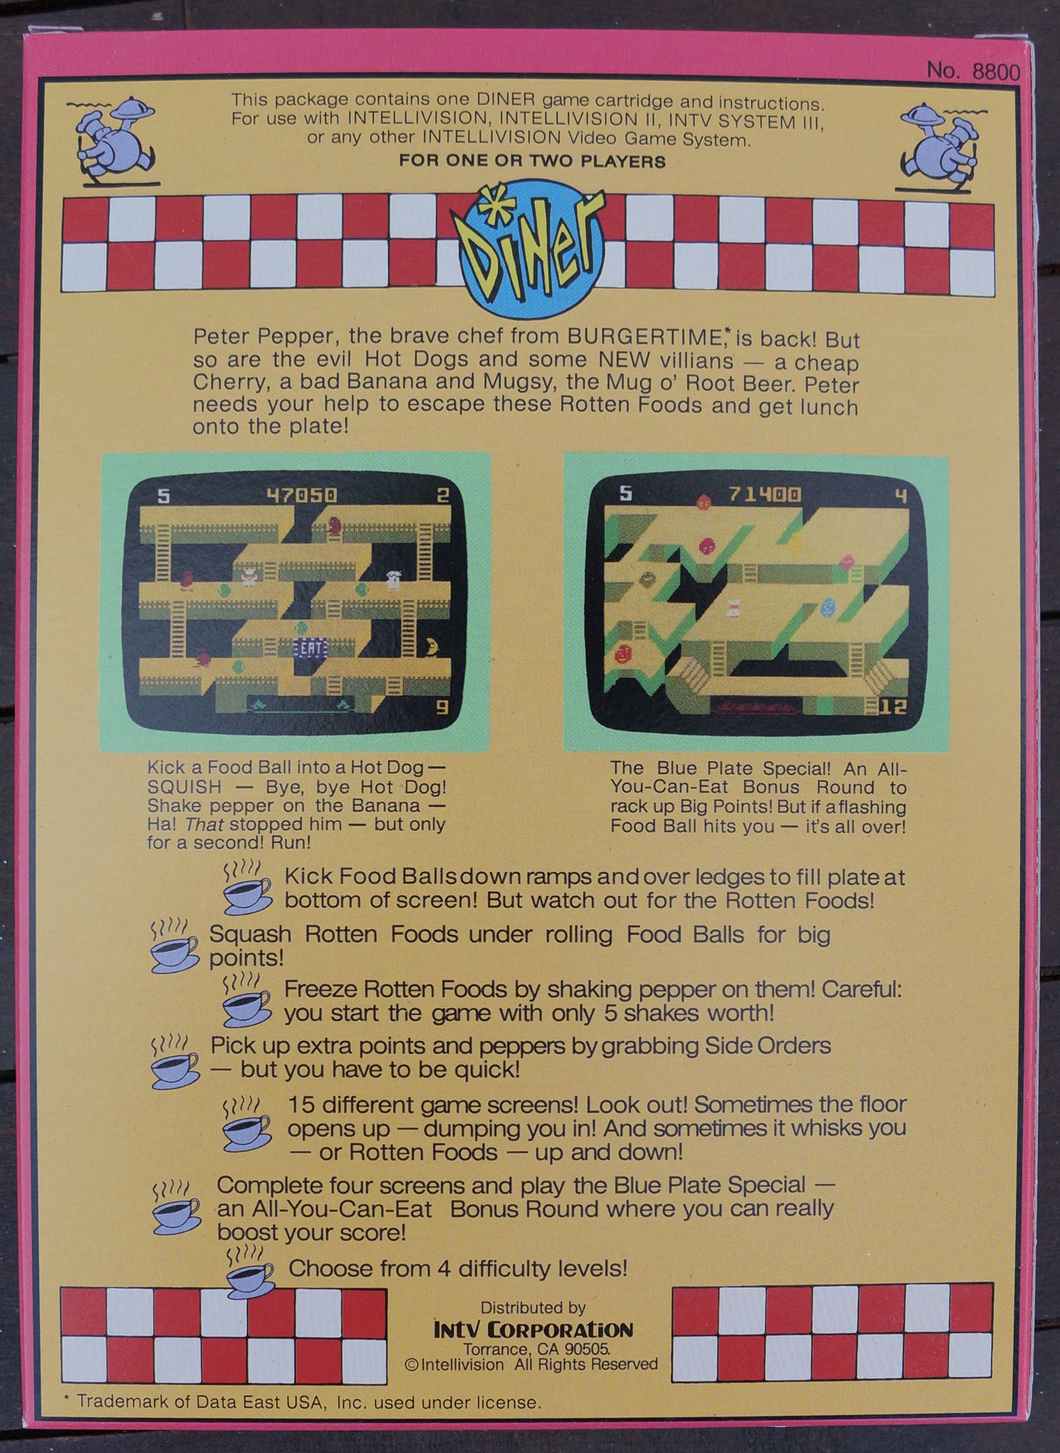 No. 8800
This package contains one DINER game cartridge and instructions.
For use with INTELLIVISION, INTELLIVISION II, INTV SYSTEM III,
or any other INTELLIVISION Video Game System.
FOR ONE OR TWO PLAYERS
DINER
Peter Pepper, the brave chef from BURGERTIME,* is back! But
so are the evil Hot Dogs and some NEW villians — a cheap
Cherry, a bad Banana and Mugsy, the Mug o' Root Beer. Peter
needs your help to escape these Rotten Foods and get lunch
onto the plate!
5 47050 2
EAT
9
5 71400 4
12
Kick a Food Ball into a Hot Dog —
SQUISH — Bye, bye Hot Dog!
Shake pepper on the Banana —
Ha! That stopped him — but only
for a second! Run!
The Blue Plate Special! An All-
You-Can-Eat Bonus Round to
rack up Big Points! But if a flashing
Food Ball hits you — it's all over!
Kick Food Balls down ramps and over ledges to fill plate at
bottom of screen! But watch out for the Rotten Foods!
Squash Rotten Foods under rolling Food Balls for big
points!
Freeze Rotten Foods by shaking pepper on them! Careful:
you start the game with only 5 shakes worth!
Pick up extra points and peppers by grabbing Side Orders
— but you have to be quick!
15 different game screens! Look out! Sometimes the floor
opens up — dumping you in! And sometimes it whisks you
— or Rotten Foods — up and down!
Complete four screens and play the Blue Plate Special —
an All-You-Can-Eat Bonus Round where you can really
boost your score!
Choose from 4 difficulty levels!
Distributed by
INTV CORPORATION
Torrance, CA 90505.
© Intellivision All Rights Reserved
* Trademark of Data East USA, Inc. used under license.